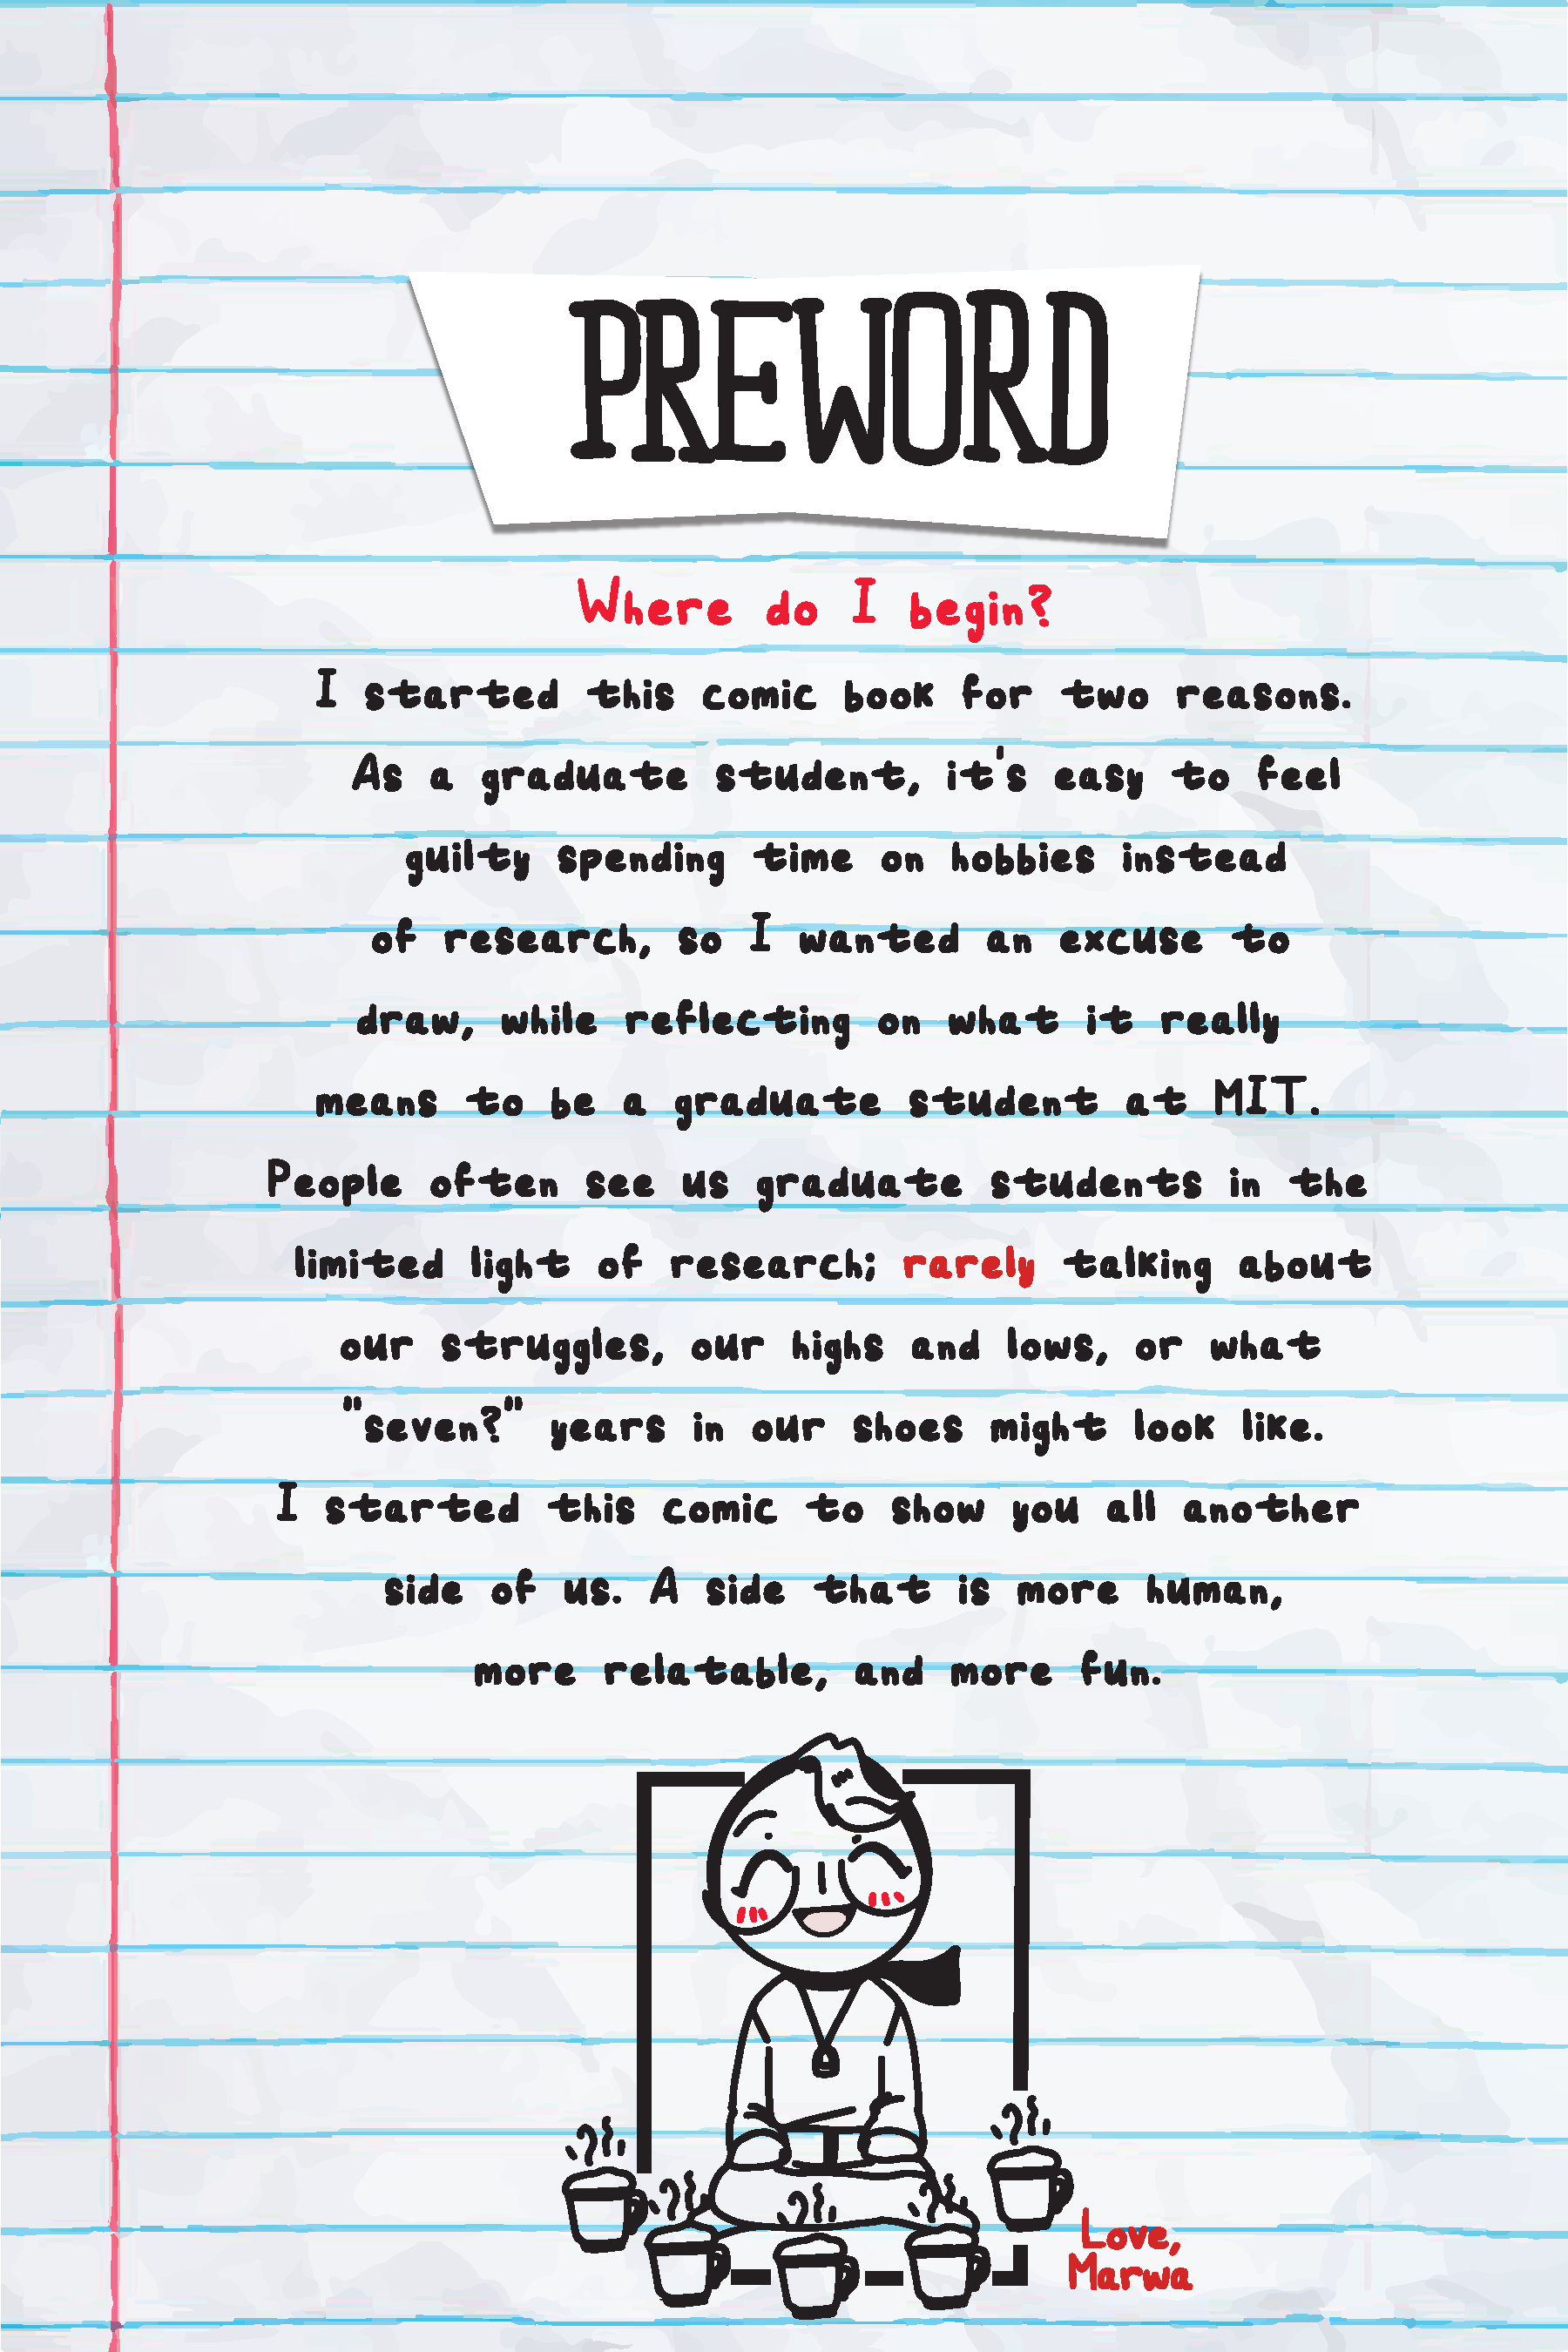 PREWORD
Where do I begin?
I started this comic book for two reasons.
As a graduate student, it's easy to feel
guilty spending time on hobbies instead
of research, so I wanted an excuse to
draw, while reflecting on what it really
means to be a graduate student at MIT.
People often see us graduate students in the
limited light of research; rarely talking about
our struggles, our highs and lows, or what
"seven?" years in our shoes might look like.
I started this comic to show you all another
side of us. A side that is more human,
more relatable, and more fun.
Love,
Marwa